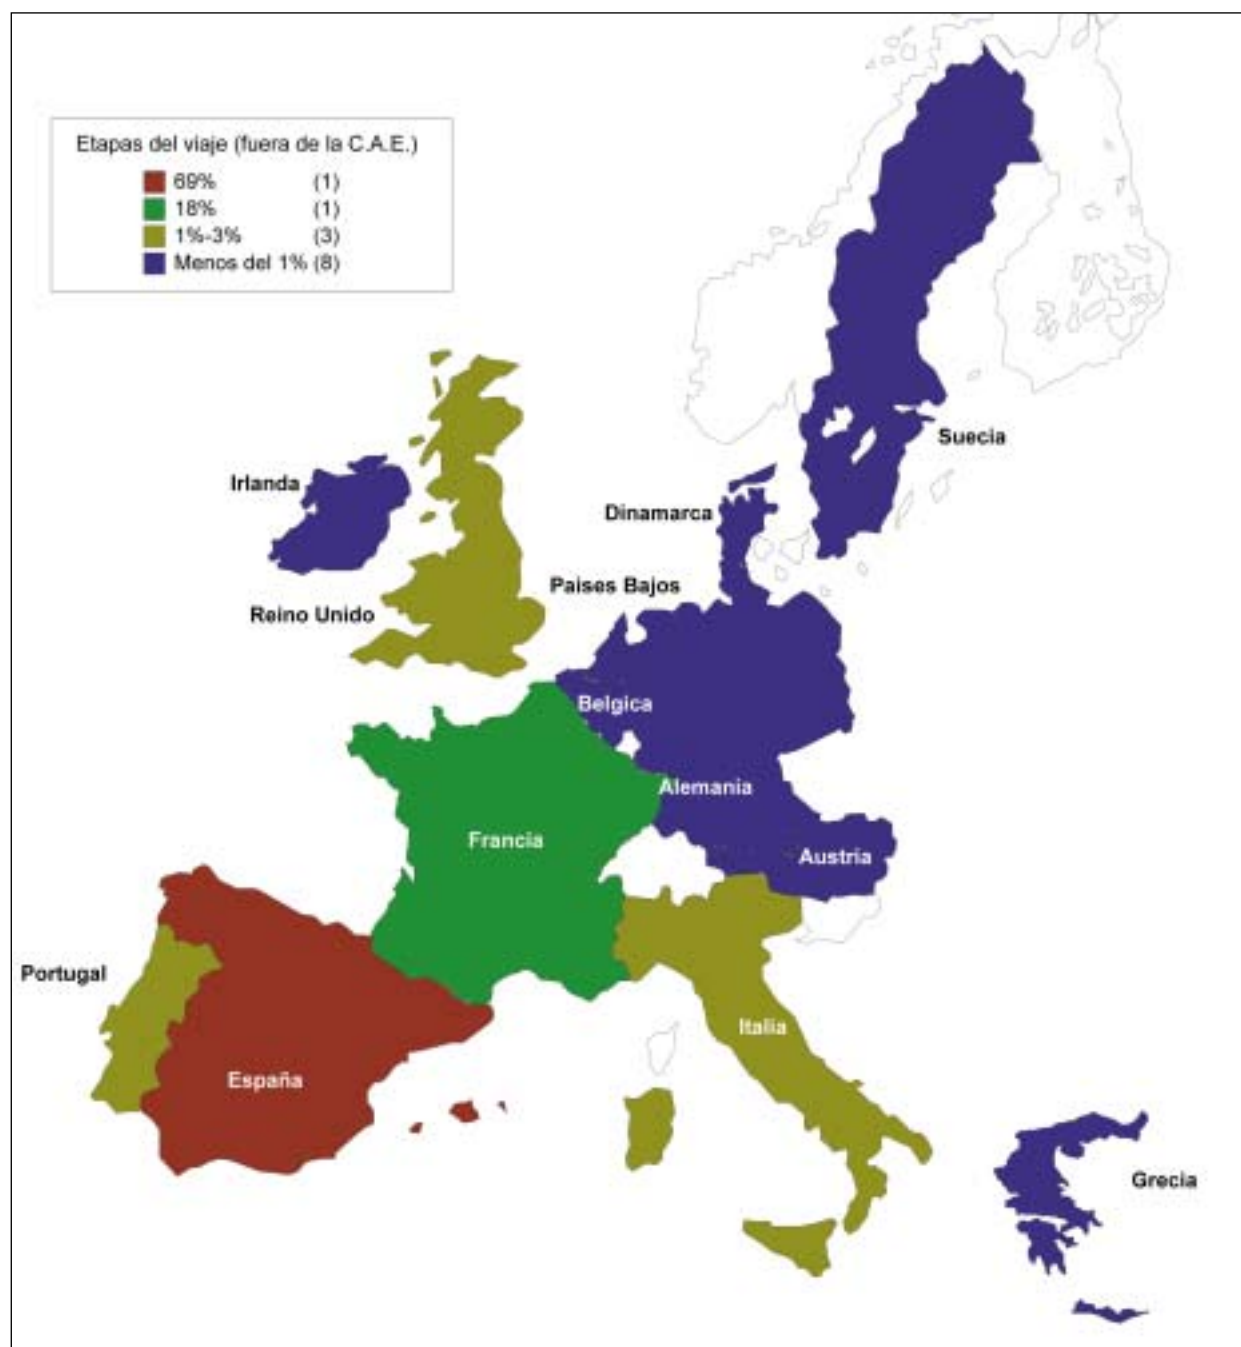 Etapas del viaje (fuera de la C.A.E.)
69% (1)
18% (1)
1%-3% (3)
Menos del 1% (8)
Suecia
Irlanda
Dinamarca
Paises Bajos
Reino Unido
Belgica
Alemania
Francia
Austria
Portugal
Italia
España
Grecia